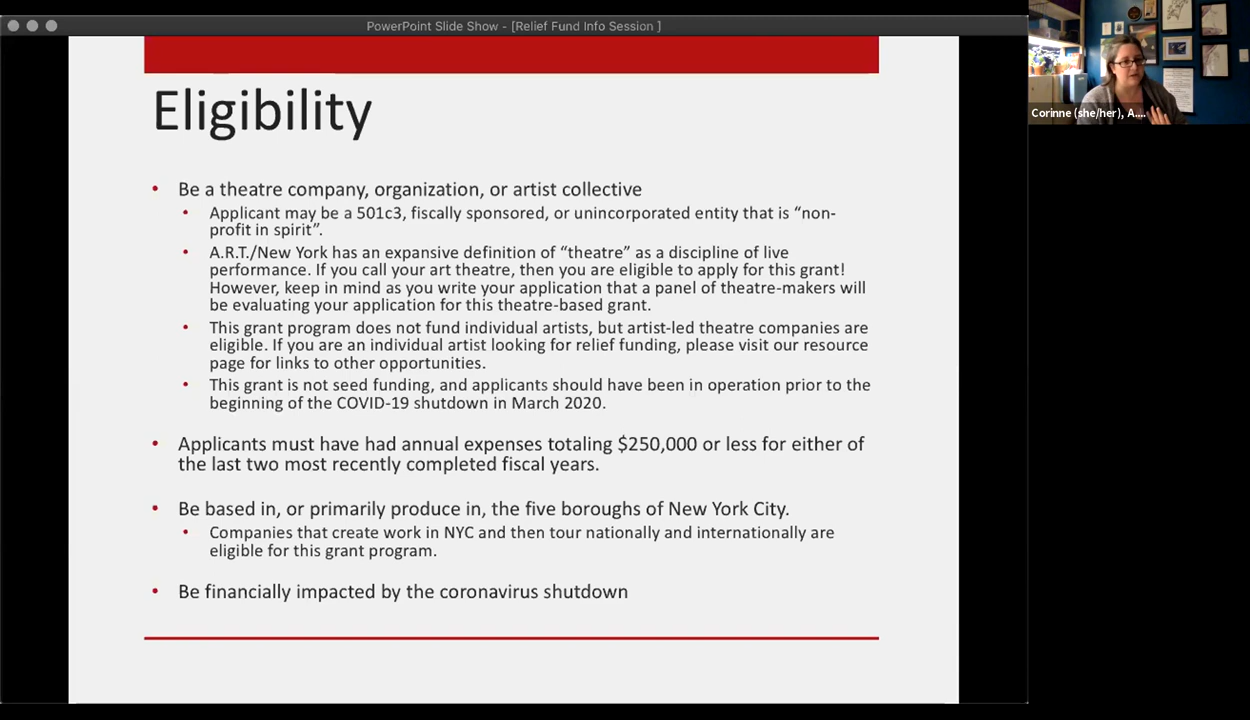 PowerPoint Slide Show - [Relief Fund Info Session ]
Eligibility
• Be a theatre company, organization, or artist collective
• Applicant may be a 501c3, fiscally sponsored, or unincorporated entity that is “non-
profit in spirit”.
• A.R.T./New York has an expansive definition of “theatre” as a discipline of live
performance. If you call your art theatre, then you are eligible to apply for this grant!
However, keep in mind as you write your application that a panel of theatre-makers will
be evaluating your application for this theatre-based grant.
• This grant program does not fund individual artists, but artist-led theatre companies are
eligible. If you are an individual artist looking for relief funding, please visit our resource
page for links to other opportunities.
• This grant is not seed funding, and applicants should have been in operation prior to the
beginning of the COVID-19 shutdown in March 2020.
• Applicants must have had annual expenses totaling $250,000 or less for either of
the last two most recently completed fiscal years.
• Be based in, or primarily produce in, the five boroughs of New York City.
• Companies that create work in NYC and then tour nationally and internationally are
eligible for this grant program.
• Be financially impacted by the coronavirus shutdown
Corinne (she/her), A....